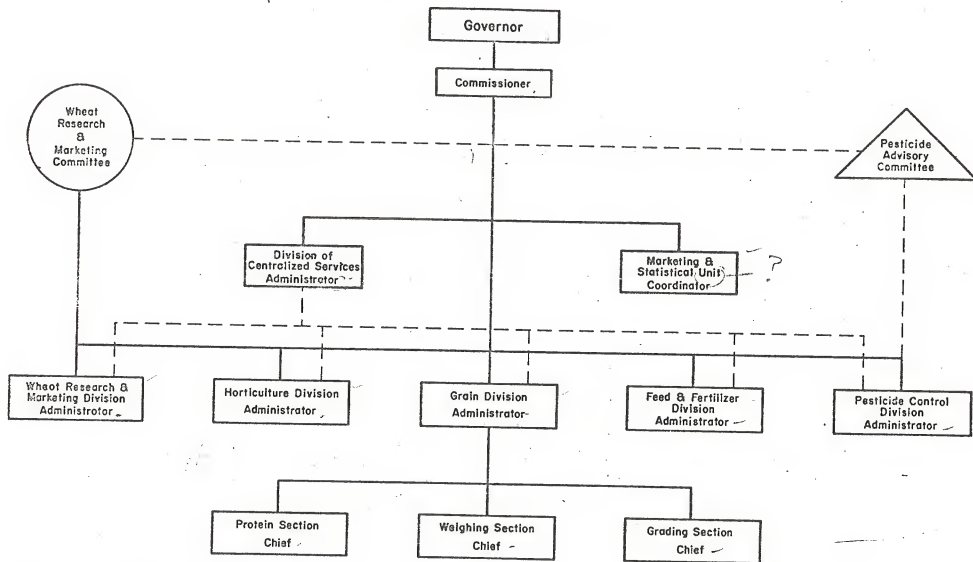 Governor
Commissioner
Wheat
Research
&
Marketing
Committee
Pesticide
Advisory
Committee
Division of
Centralized Services
Administrator
Marketing &
Statistical Unit
Coordinator
?
Wheat Research &
Marketing Division
Administrator
Horticulture Division
Administrator
Grain Division
Administrator
Feed & Fertilizer
Division
Administrator
Pesticide Control
Division
Administrator
Protein Section
Chief
Weighing Section
Chief
Grading Section
Chief